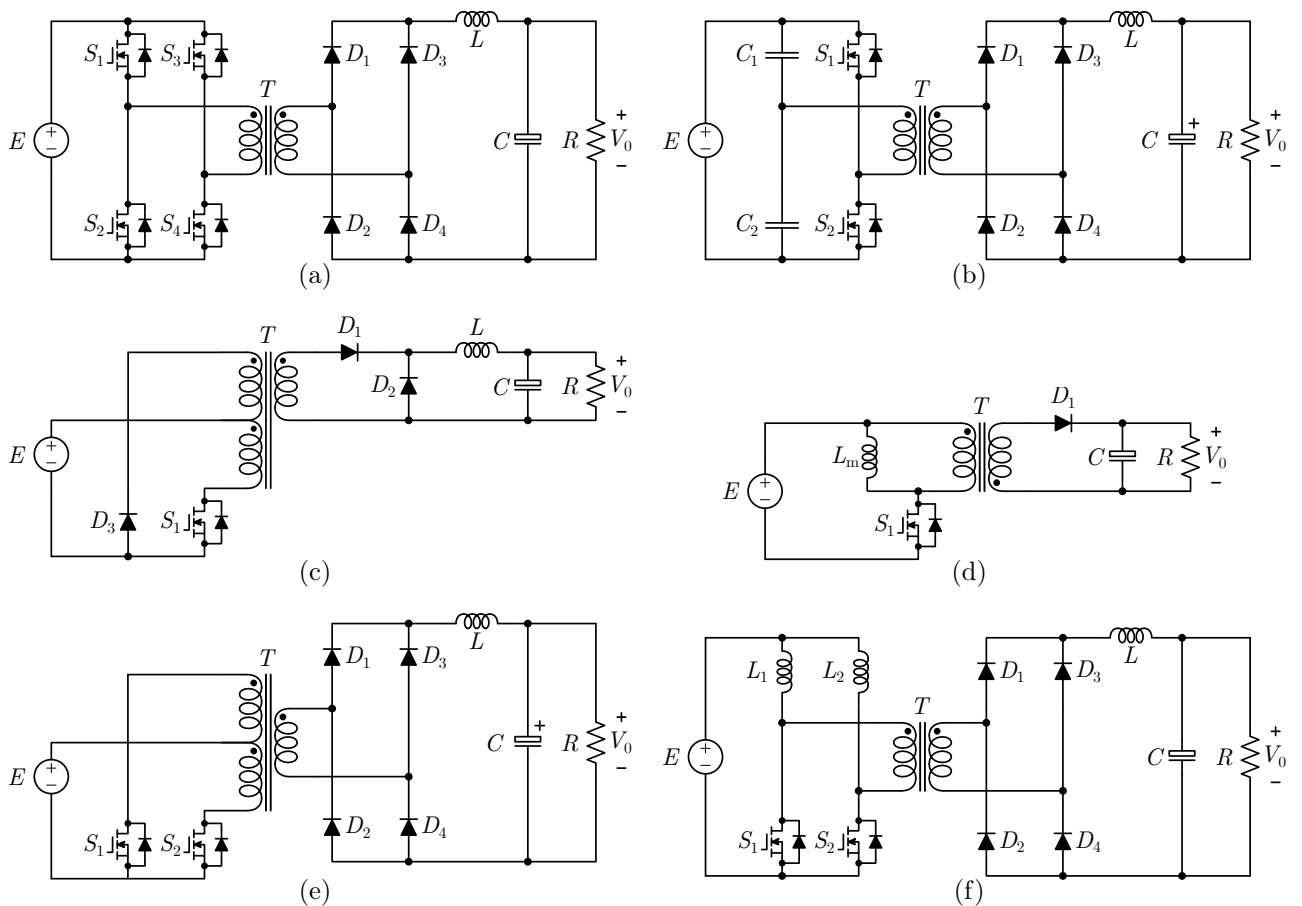 S₁ S₃ T D₁ D₃ L
E C + R V₀ −
S₂ S₄ D₂ D₄
(a)
C₁ S₁ T D₁ D₃ L
E C + R + V₀ −
C₂ S₂ D₂ D₄
(b)
T D₁ L
D₂ C R + V₀ −
E + −
D₃ S₁
(c)
T D₁
E + − Lₘ C R + V₀ −
S₁
(d)
T D₁ D₃ L
E + − C + R + V₀ −
S₁ S₂ D₂ D₄
(e)
L₁ L₂ T D₁ D₃ L
E + − C R + V₀ −
S₁ S₂ D₂ D₄
(f)